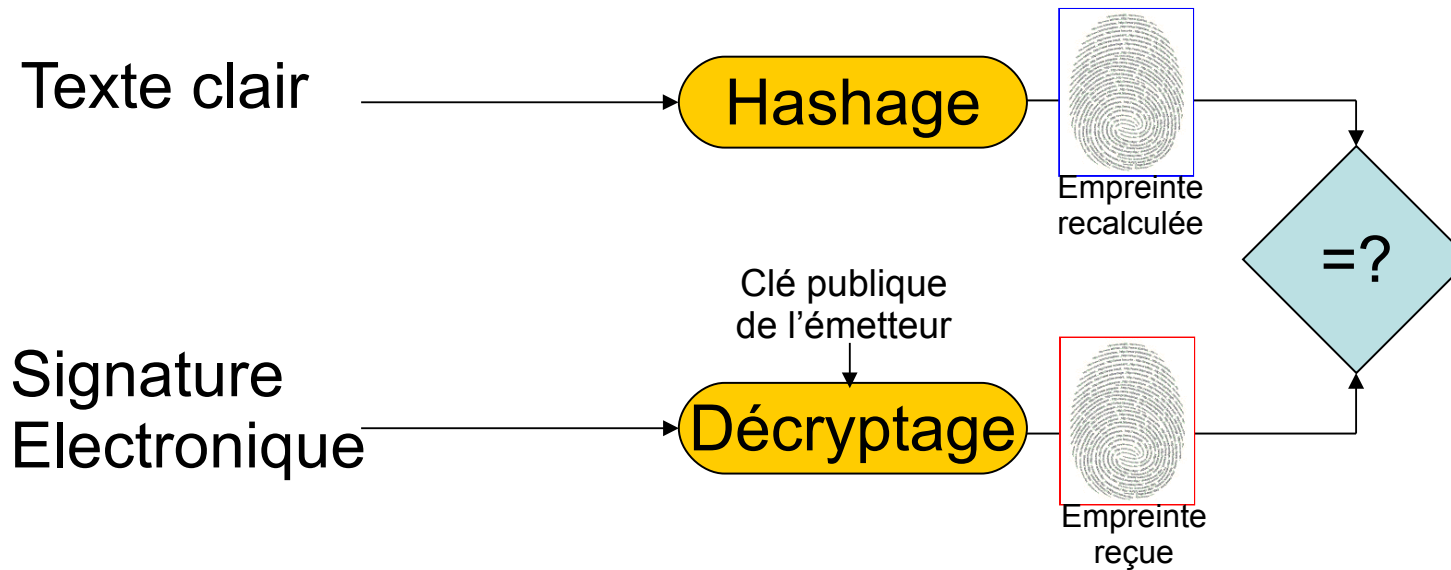 Texte clair
Hashage
Empreinte
recalculée
=?
Clé publique
de l'émetteur
Signature
Electronique
Décryptage
Empreinte
reçue